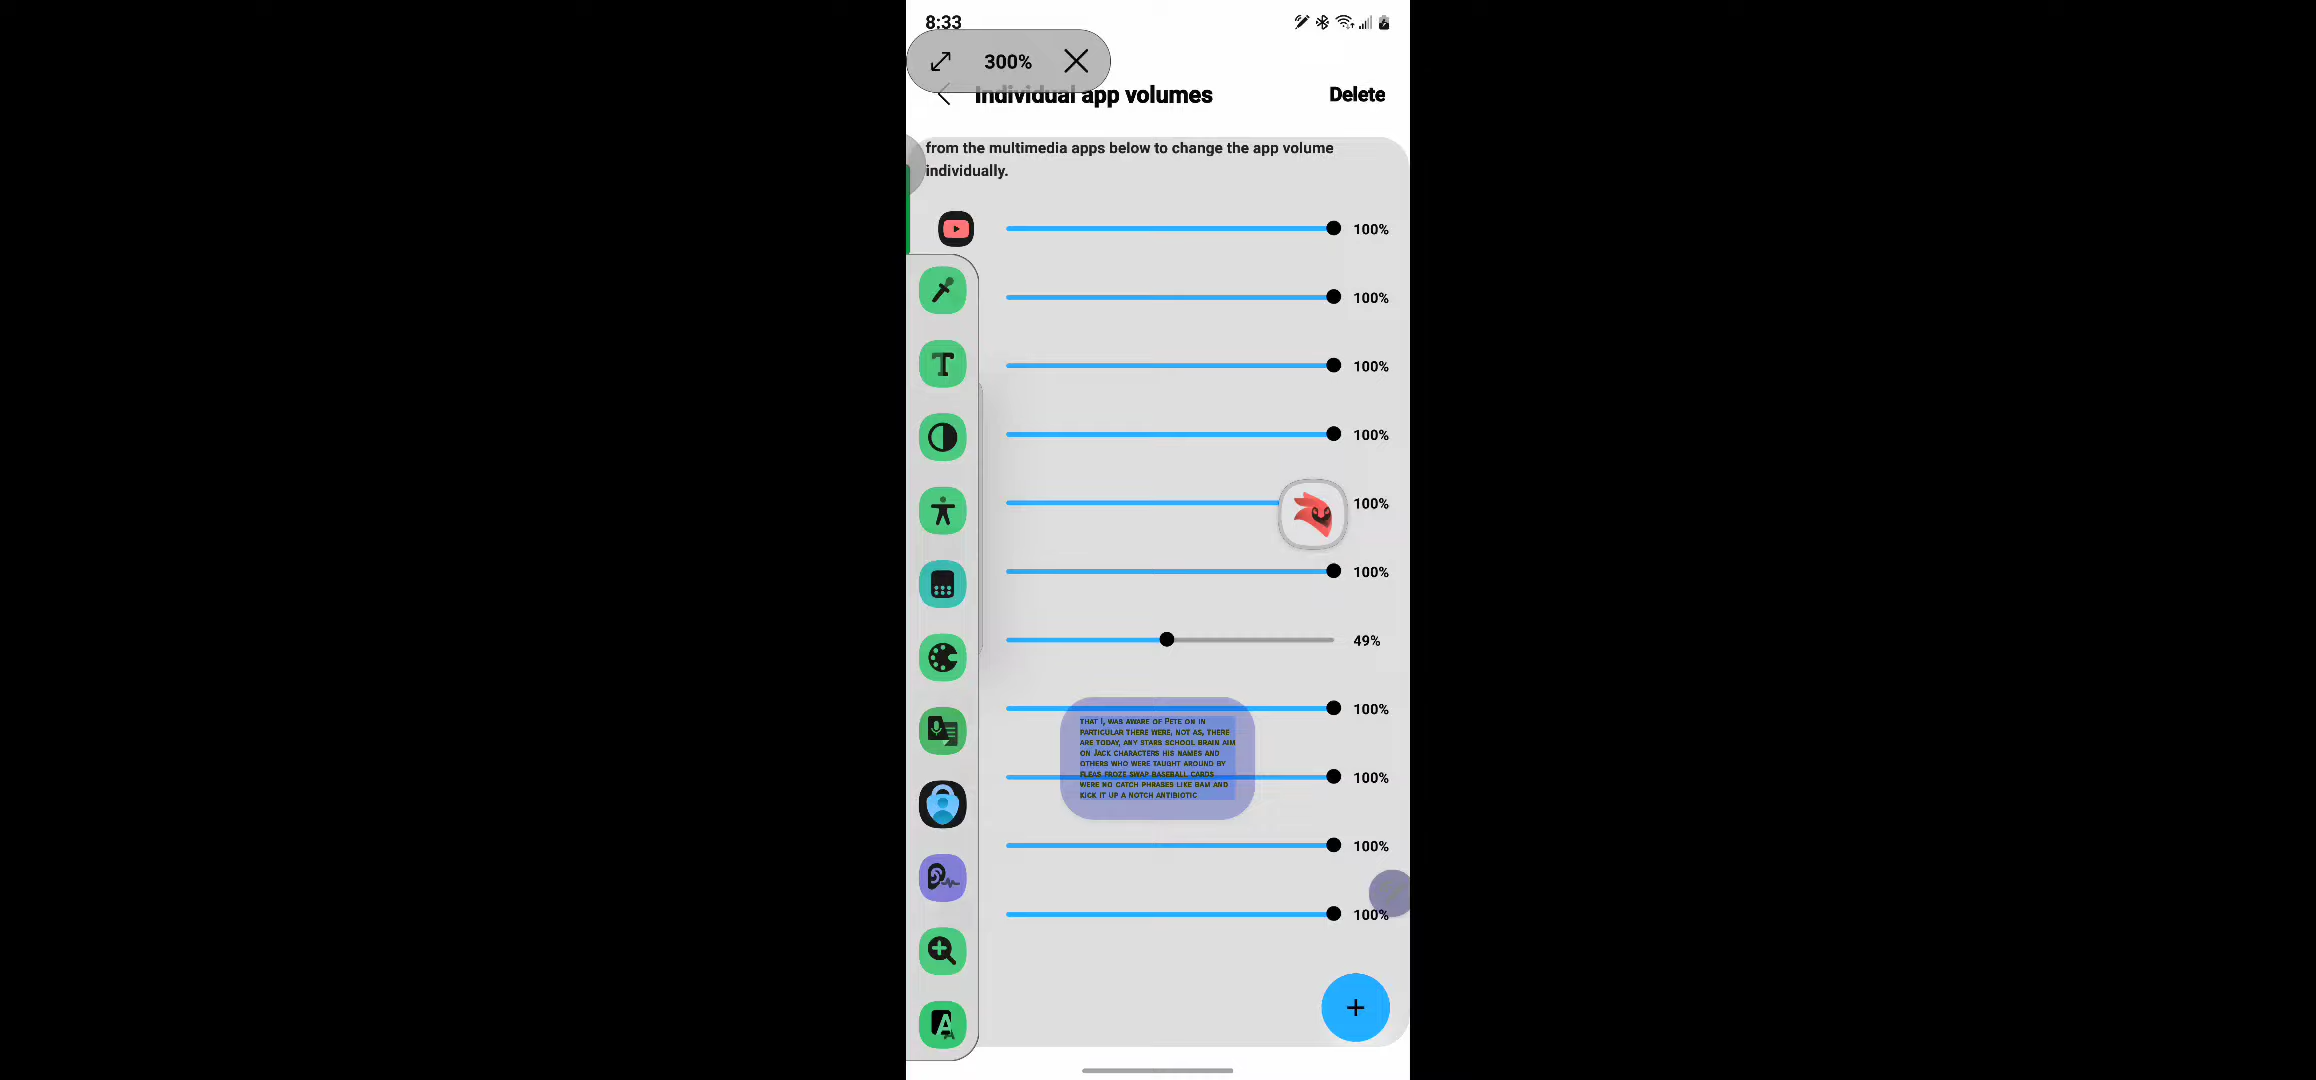 8:33
300%
Individual app volumes
Delete
from the multimedia apps below to change the app volume
individually.
100%
100%
100%
100%
100%
100%
49%
100%
THAT I, WAS AWARE OF PETE ON IN
PARTICULAR THERE WERE, NOT AS, THERE
ARE TODAY, ANY STARS SCHOOL BRAIN AIM
ON JACK CHARACTERS HIS NAMES AND
OTHERS WHO WERE TAUGHT AROUND BY
FLEAS FROZE SWAP BASEBALL CARDS
WERE NO CATCH PHRASES LIKE BAM AND
KICK IT UP A NOTCH ANTIBIOTIC
100%
100%
100%